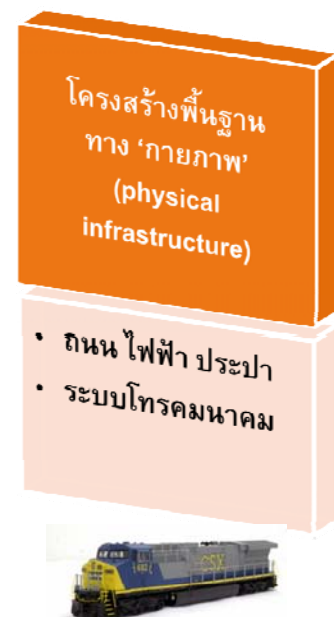 โครงสร้างพื้นฐาน
ทาง ‘กายภาพ’
(physical
infrastructure)
• ถนน ไฟฟ้า ประปา
• ระบบโทรคมนาคม
CSX